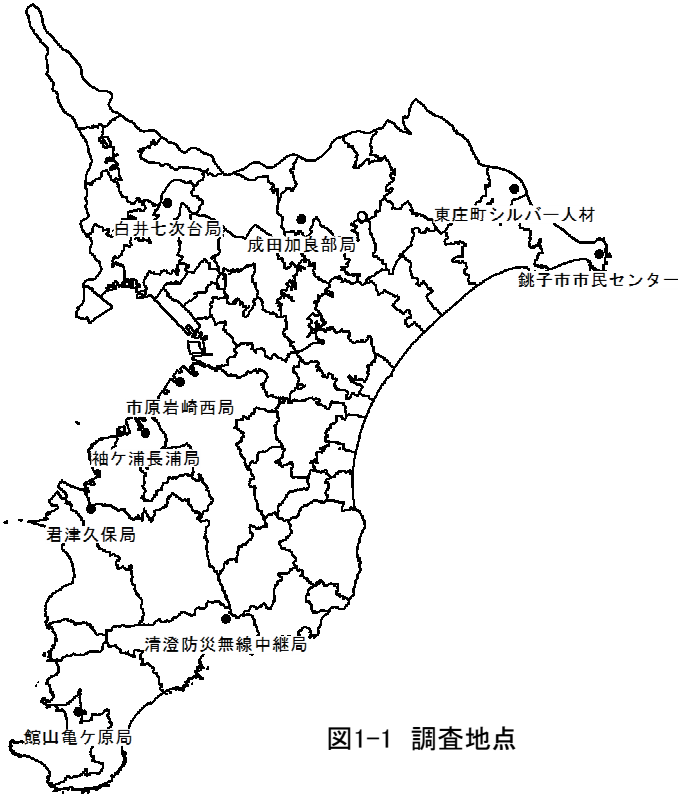 東庄町シルバー人材
白井七次台局
成田加良部局
銚子市市民センター
市原岩崎西局
袖ケ浦長浦局
君津久保局
清澄防災無線中継局
館山亀ケ原局
図1-1 調査地点